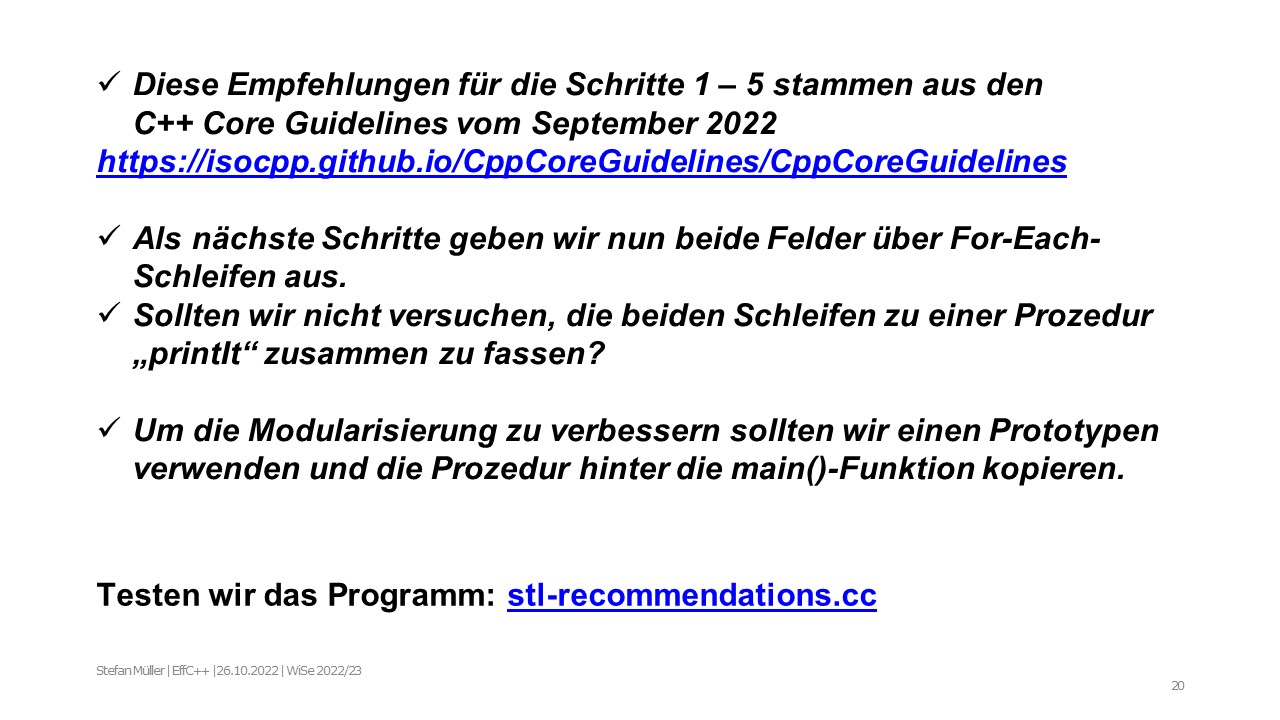 ✓ Diese Empfehlungen für die Schritte 1 – 5 stammen aus den
C++ Core Guidelines vom September 2022
https://isocpp.github.io/CppCoreGuidelines/CppCoreGuidelines
✓ Als nächste Schritte geben wir nun beide Felder über For-Each-
Schleifen aus.
✓ Sollten wir nicht versuchen, die beiden Schleifen zu einer Prozedur
„printIt“ zusammen zu fassen?
✓ Um die Modularisierung zu verbessern sollten wir einen Prototypen
verwenden und die Prozedur hinter die main()-Funktion kopieren.
Testen wir das Programm: stl-recommendations.cc
Stefan Müller | EffC++ |26.10.2022 | WiSe 2022/23
20